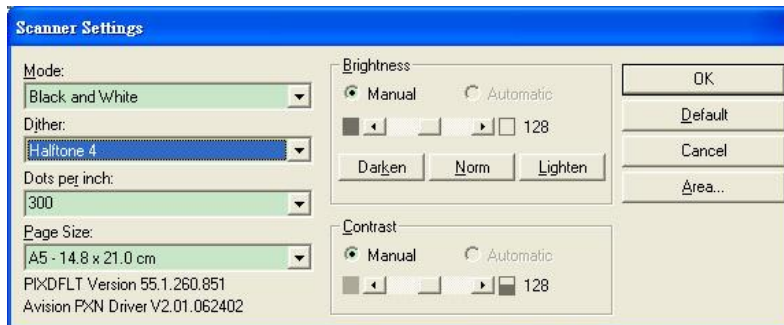 Scanner Settings
Mode:
Black and White
Dither:
Halftone 4
Dots per inch:
300
Page Size:
A5 - 14.8 x 21.0 cm
PIXDFLT Version 55.1.260.851
Avision PXN Driver V2.01.062402
Brightness
Manual Automatic
128
Darken Norm Lighten
Contrast
Manual Automatic
128
OK
Default
Cancel
Area...